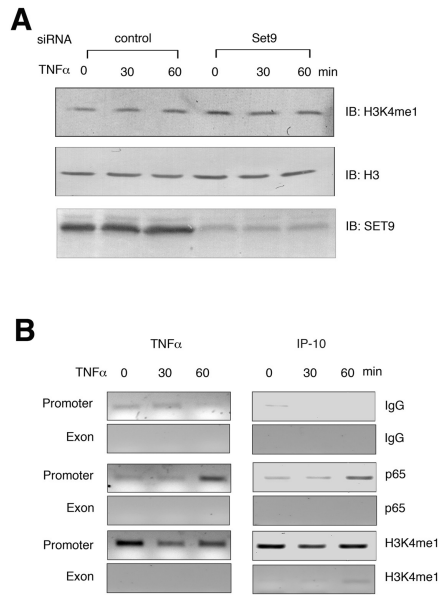 A
siRNA control Set9
TNFα 0 30 60 0 30 60 min
IB: H3K4me1
IB: H3
IB: SET9
B
TNFα IP-10
TNFα 0 30 60 0 30 60 min
Promoter IgG
Exon IgG
Promoter p65
Exon p65
Promoter H3K4me1
Exon H3K4me1